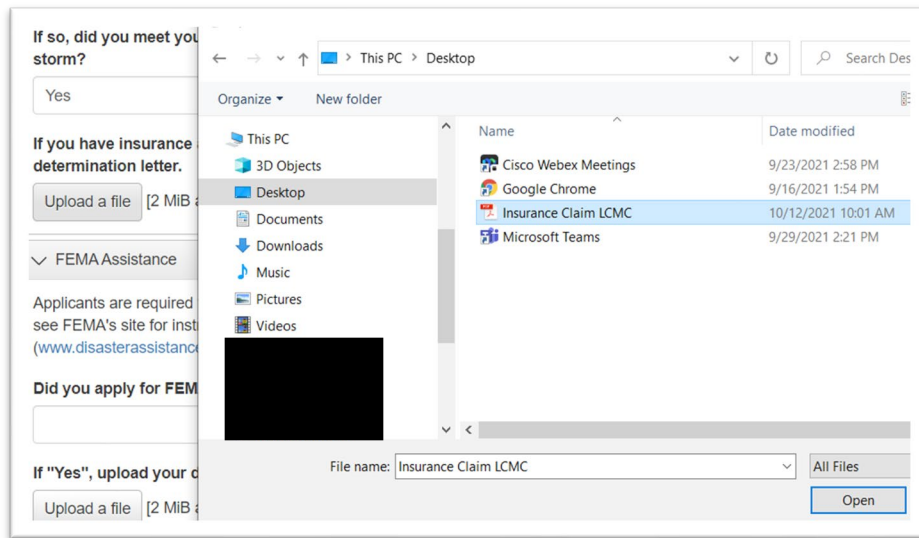 If so, did you meet you
storm?
Yes
If you have insurance
determination letter.
Upload a file [2 MiB
FEMA Assistance
Applicants are required
see FEMA's site for inst
(www.disasterassistance
Did you apply for FEM
If "Yes", upload your d
Upload a file [2 MiB
This PC > Desktop
Search Des
Organize New folder
This PC
3D Objects
Desktop
Documents
Downloads
Music
Pictures
Videos
Name Date modified
Cisco Webex Meetings 9/23/2021 2:58 PM
Google Chrome 9/16/2021 1:54 PM
Insurance Claim LCMC 10/12/2021 10:01 AM
Microsoft Teams 9/29/2021 2:21 PM
File name: Insurance Claim LCMC All Files
Open